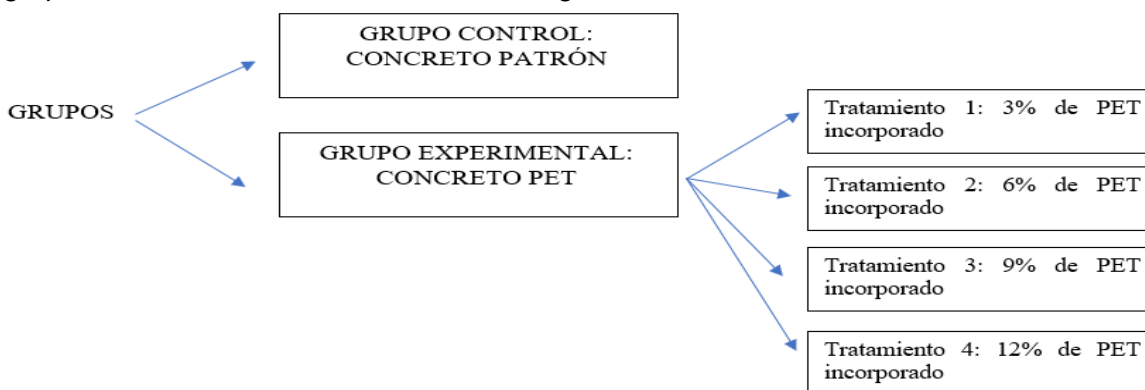 GRUPO CONTROL:
CONCRETO PATRÓN
GRUPOS
GRUPO EXPERIMENTAL:
CONCRETO PET
Tratamiento 1: 3% de PET
incorporado
Tratamiento 2: 6% de PET
incorporado
Tratamiento 3: 9% de PET
incorporado
Tratamiento 4: 12% de PET
incorporado